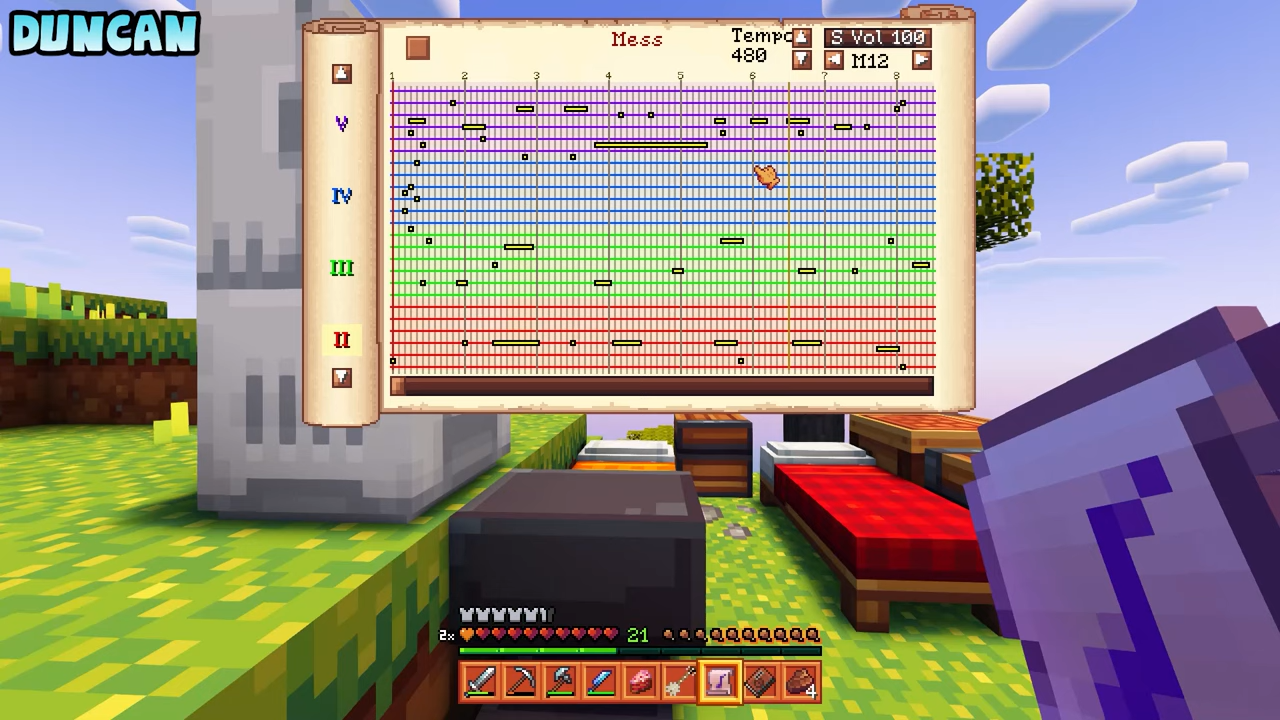 DUNCAN
Mess
Tempo
480
S Vol 100
M12
1 2 3 4 5 6 7 8
V
IV
III
II
2x
21
4